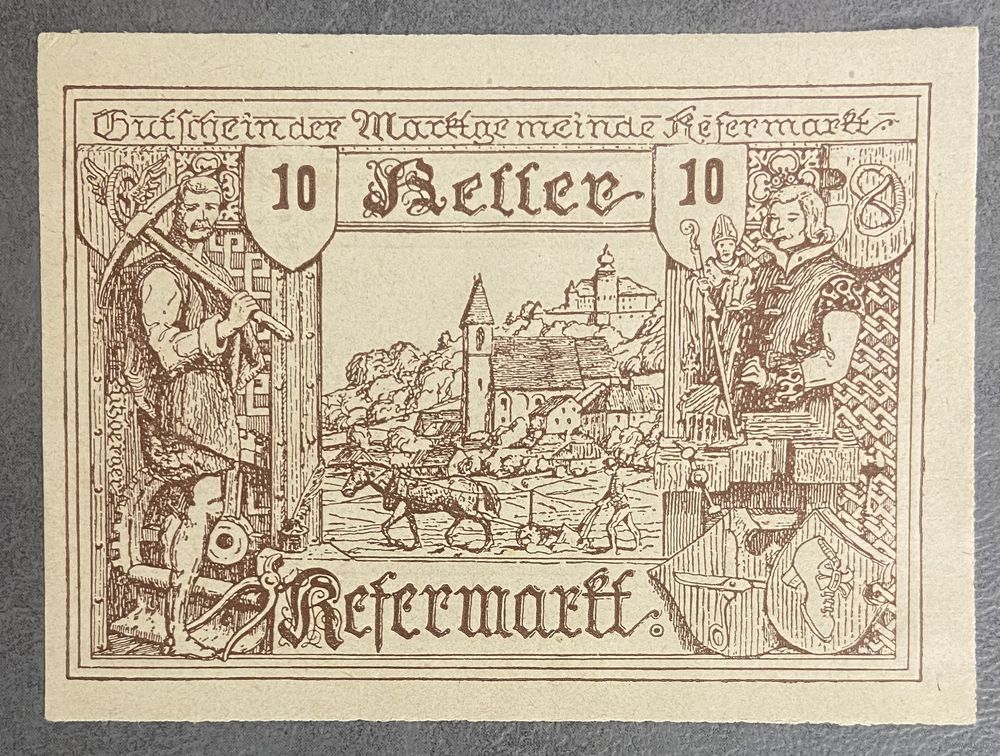 Gutschein der Marktgemeinde Kefermarkt.
10 Heller 10
Kefermarkt.